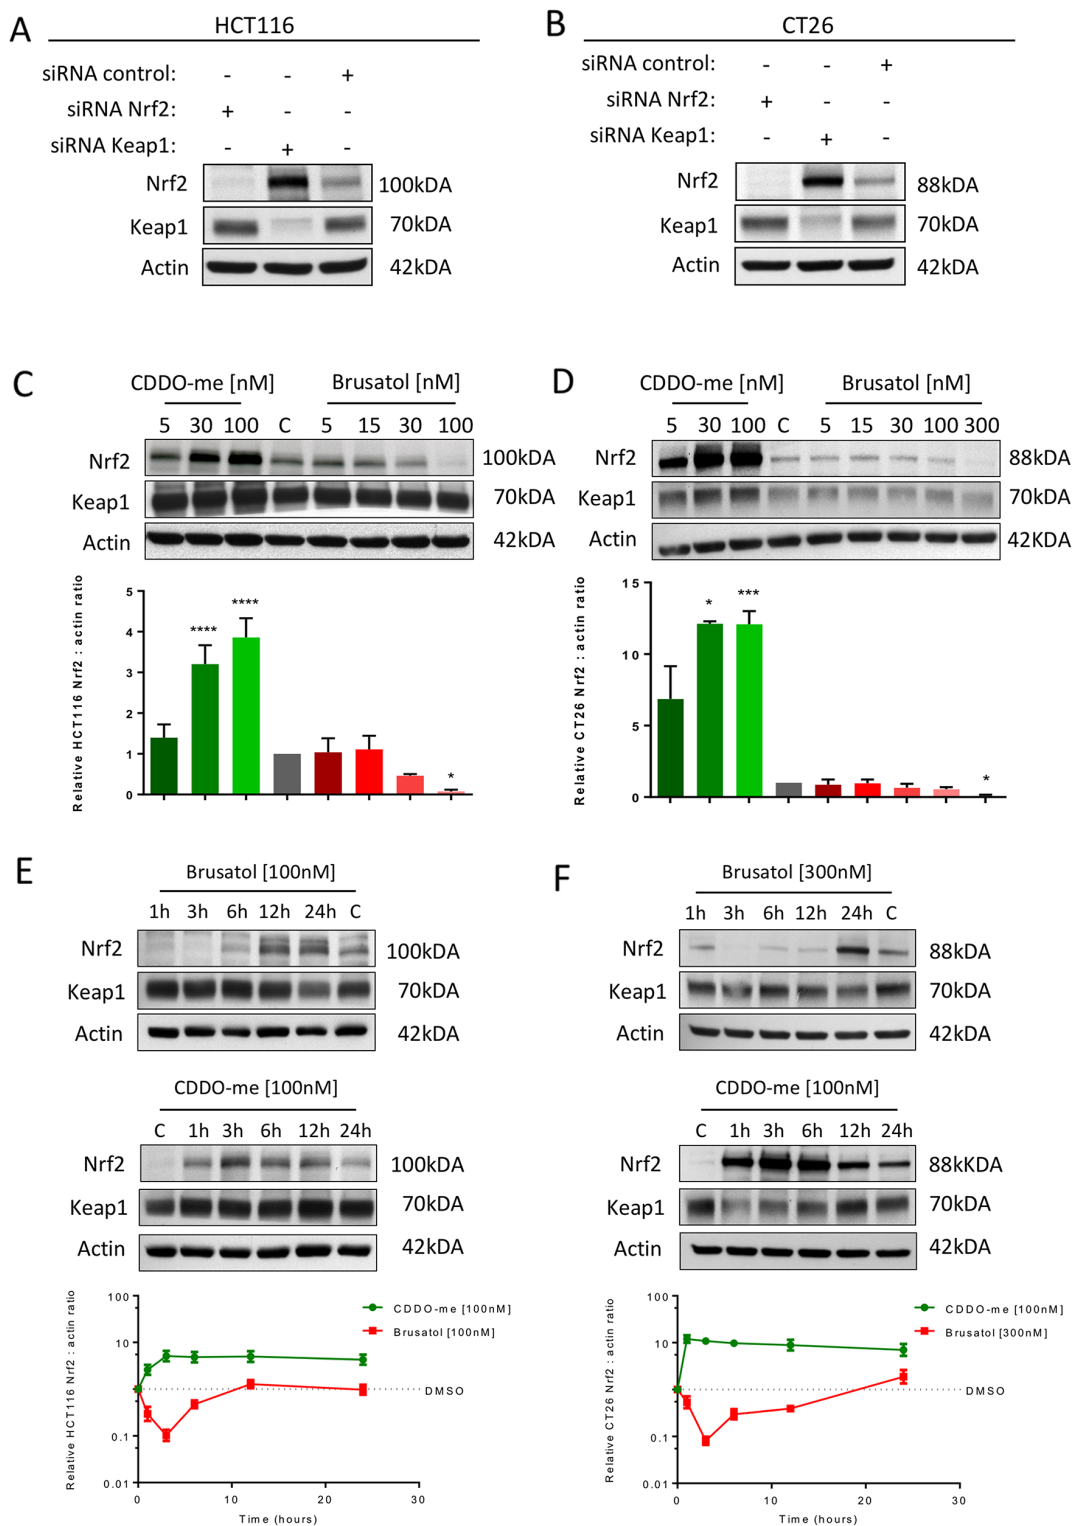 A
HCT116
siRNA control: - - +
siRNA Nrf2: + - -
siRNA Keap1: - + -
Nrf2 100kDA
Keap1 70kDA
Actin 42kDA
B
CT26
siRNA control: - - +
siRNA Nrf2: + - -
siRNA Keap1: - + -
Nrf2 88kDA
Keap1 70kDA
Actin 42kDA
C
CDDO-me [nM] Brusatol [nM]
5 30 100 C 5 15 30 100
Nrf2 100kDA
Keap1 70kDA
Actin 42kDA
Relative HCT116 Nrf2 : actin ratio
5
4
3
2
1
0
**** **** *
D
CDDO-me [nM] Brusatol [nM]
5 30 100 C 5 15 30 100 300
Nrf2 88kDA
Keap1 70kDA
Actin 42KDA
Relative CT26 Nrf2 : actin ratio
15
10
5
0
* *** *
E
Brusatol [100nM]
1h 3h 6h 12h 24h C
Nrf2 100kDA
Keap1 70kDA
Actin 42kDA
CDDO-me [100nM]
C 1h 3h 6h 12h 24h
Nrf2 100kDA
Keap1 70kDA
Actin 42kDA
Relative HCT116 Nrf2 : actin ratio
100
10
0.1
0.01
CDDO-me [100nM]
Brusatol [100nM]
DMSO
0 10 20 30
Time (hours)
F
Brusatol [300nM]
1h 3h 6h 12h 24h C
Nrf2 88kDA
Keap1 70kDA
Actin 42kDA
CDDO-me [100nM]
C 1h 3h 6h 12h 24h
Nrf2 88kKDA
Keap1 70kDA
Actin 42kDA
Relative CT26 Nrf2 : actin ratio
100
10
0.1
0.01
CDDO-me [100nM]
Brusatol [300nM]
DMSO
0 10 20 30
Time (hours)